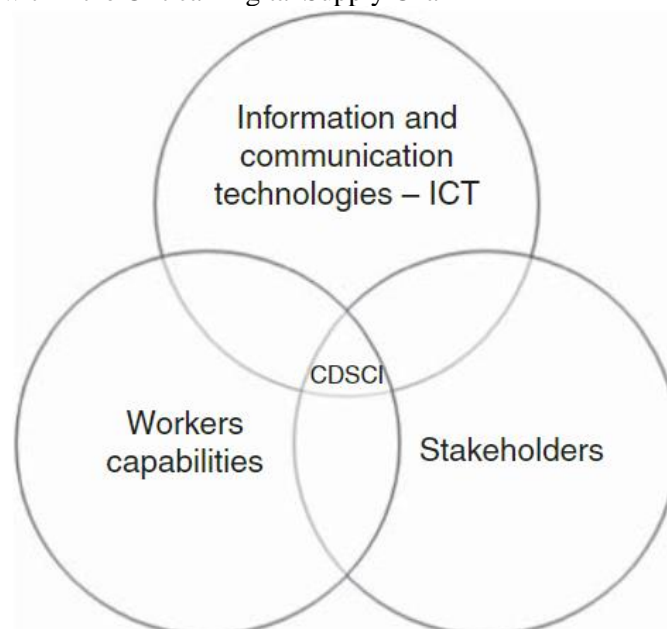 Information and
communication
technologies – ICT
CDSCI
Workers
capabilities
Stakeholders